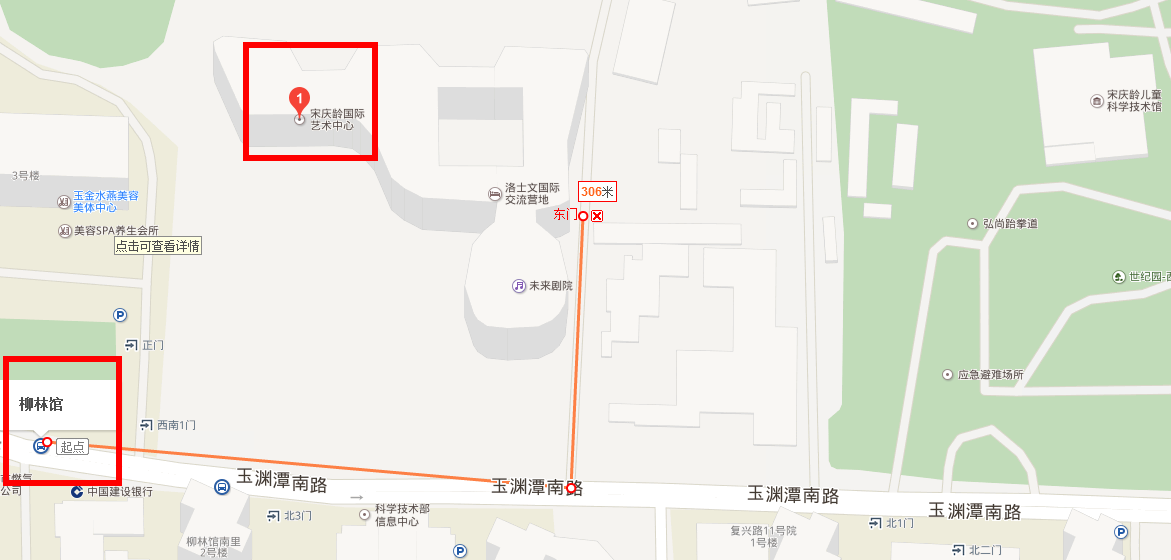 1
宋庆龄国际
艺术中心
宋庆龄儿童
科学技术馆
3号楼
玉金水燕美容
美体中心
美容SPA养生会所
点击可查看详情
洛士文国际
交流营地
306米
东门
弘尚跆拳道
世纪园-西
未来剧院
P
正门
应急避难场所
柳林馆
起点
西南1门
燃气
公司
中国建设银行
玉渊潭南路
玉渊潭南路
玉渊潭南路
玉渊潭南路
北3门
科学技术部
信息中心
柳林馆南里
2号楼
复兴路11号院
1号楼
北1门
北二门
P
P